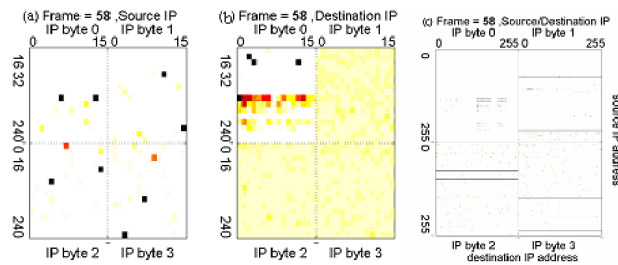 (a) Frame = 58 ,Source IP
IP byte 0 IP byte 1
0 15 15
16 32
240 0 16
240
IP byte 2 IP byte 3
(b) Frame = 58 ,Destination IP
IP byte 0 IP byte 1
0 15 15
16 32
240 0 16
240
IP byte 2 IP byte 3
(c) Frame = 58 ,Source/Destination IP
IP byte 0 IP byte 1
0 255 255
0
255 0
255
source IP address
IP byte 2 IP byte 3
destination IP address